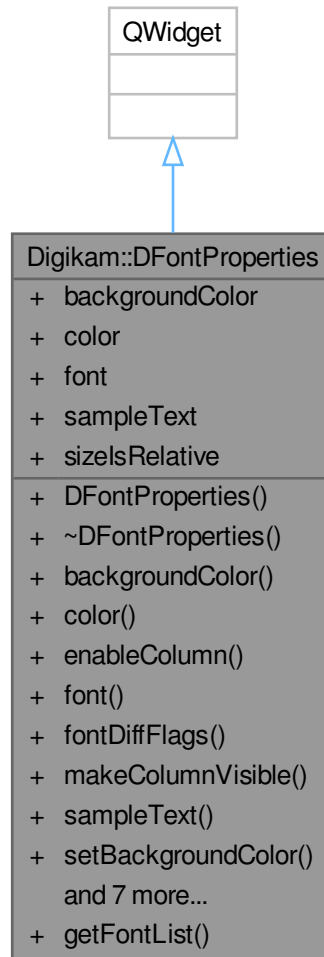 QWidget
Digikam::DFontProperties
+ backgroundColor
+ color
+ font
+ sampleText
+ sizeIsRelative
+ DFontProperties()
+ ~DFontProperties()
+ backgroundColor()
+ color()
+ enableColumn()
+ font()
+ fontDiffFlags()
+ makeColumnVisible()
+ sampleText()
+ setBackgroundColor()
and 7 more...
+ getFontList()